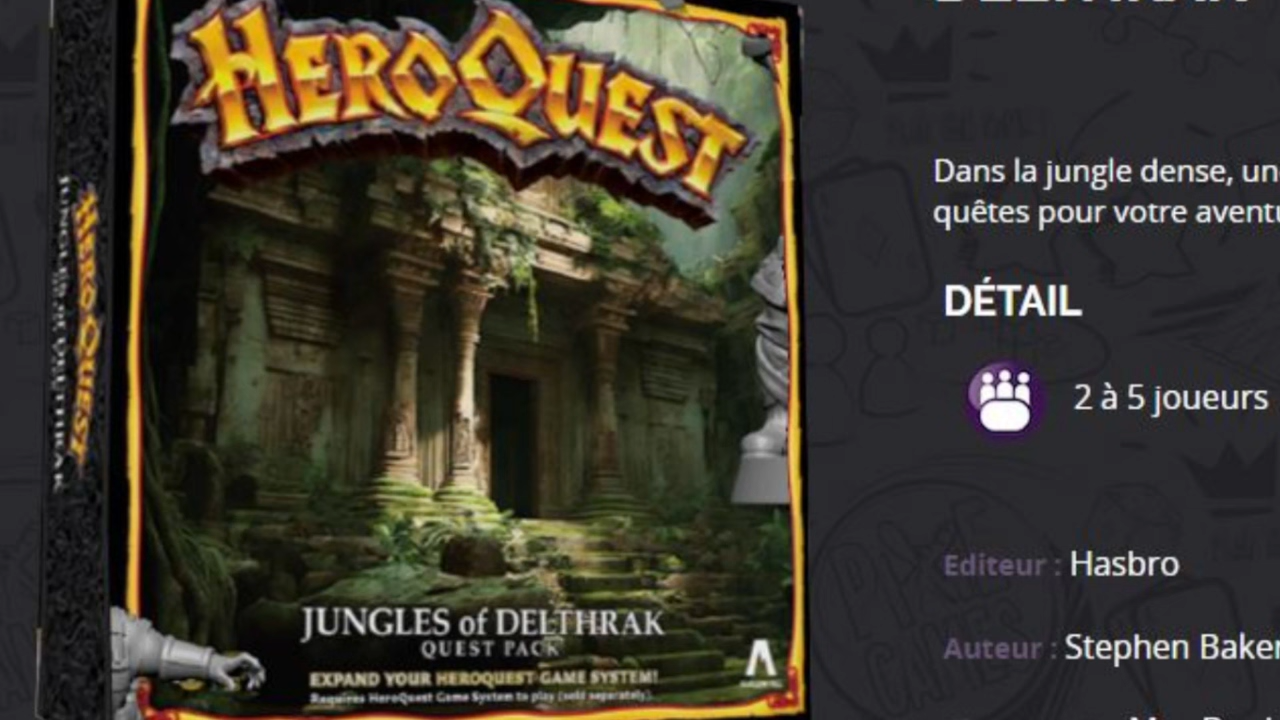 HEROQUEST
JUNGLES of DELTHRAK
QUEST PACK
EXPAND YOUR HEROQUEST GAME SYSTEM!
Requires HeroQuest Game System to play (sold separately).
HEROQUEST
JUNGLES of DELTHRAK
Dans la jungle dense,
quêtes pour votre
DÉTAIL
2 à 5 joueurs
Editeur : Hasbro
Auteur : Stephen Baker